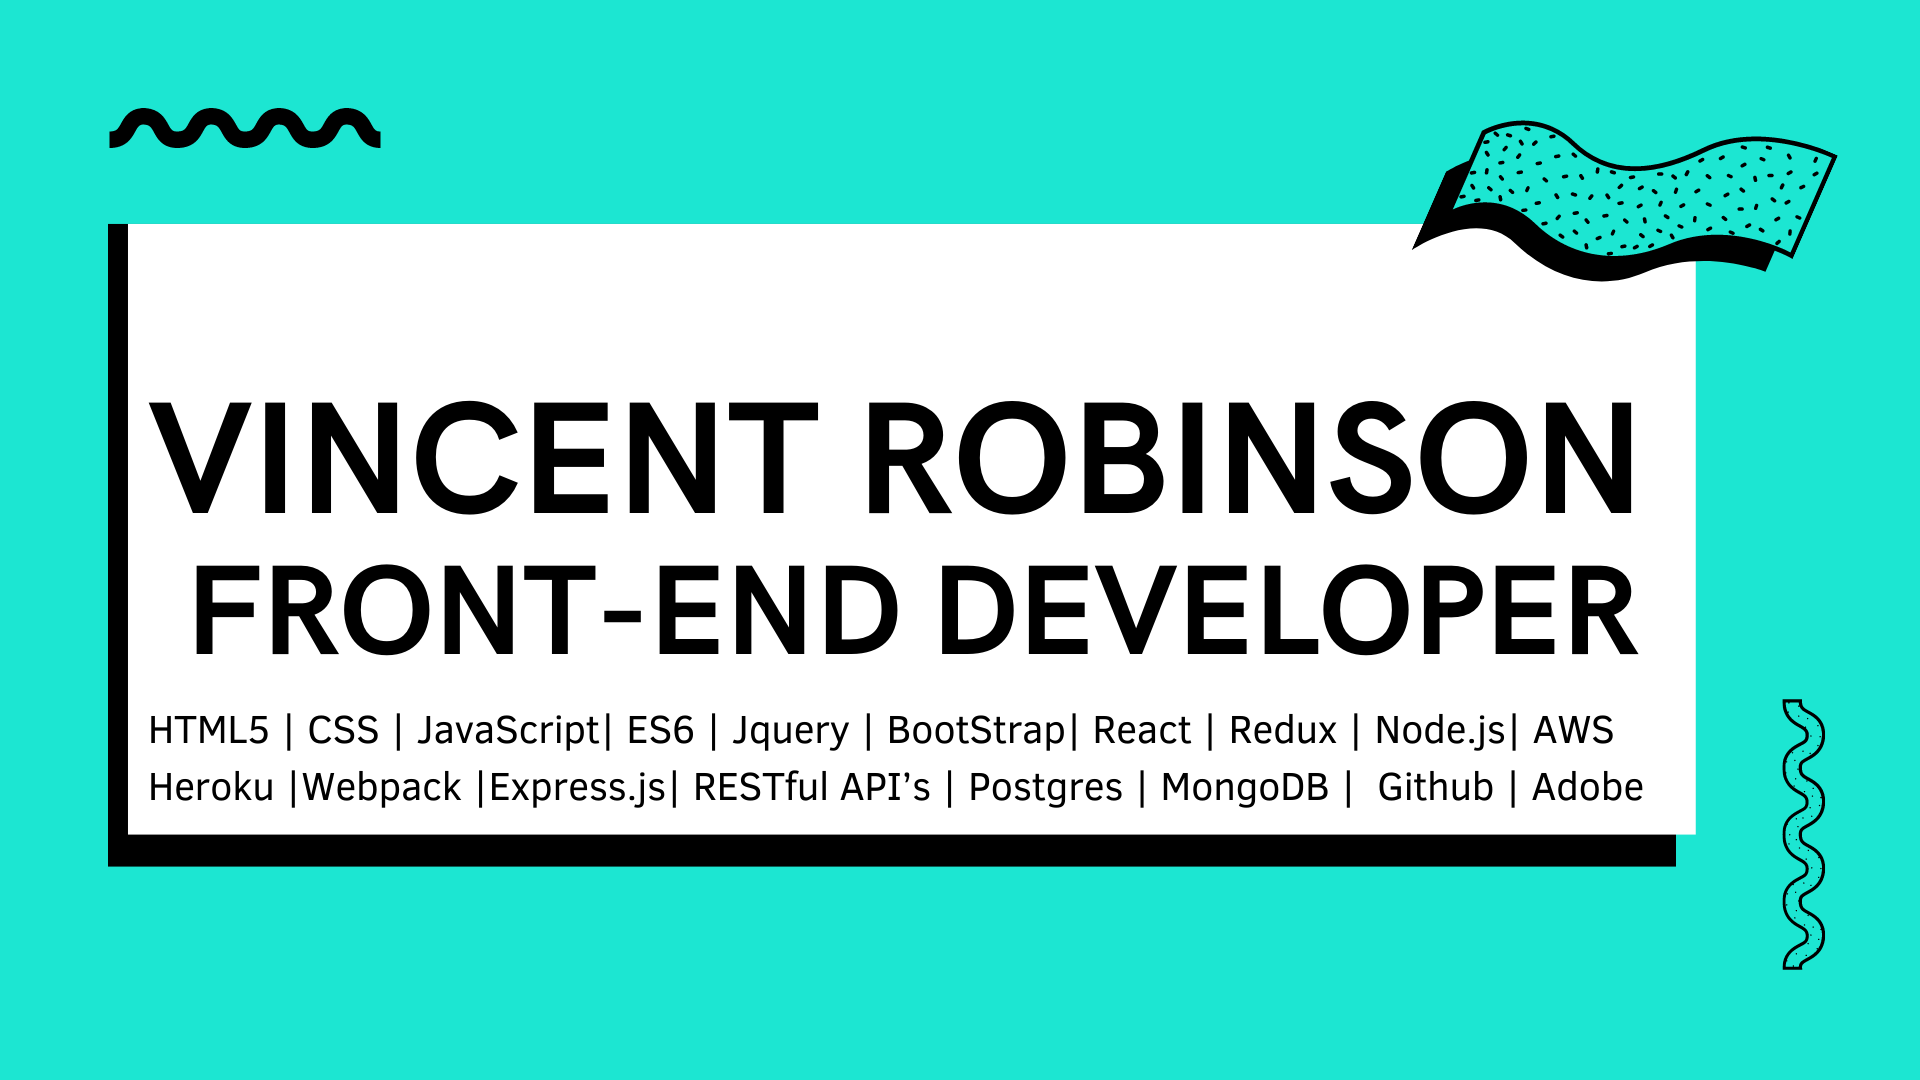 VINCENT ROBINSON
FRONT-END DEVELOPER
HTML5 | CSS | JavaScript| ES6 | Jquery | BootStrap| React | Redux | Node.js| AWS
Heroku |Webpack |Express.js| RESTful API’s | Postgres | MongoDB |  Github | Adobe